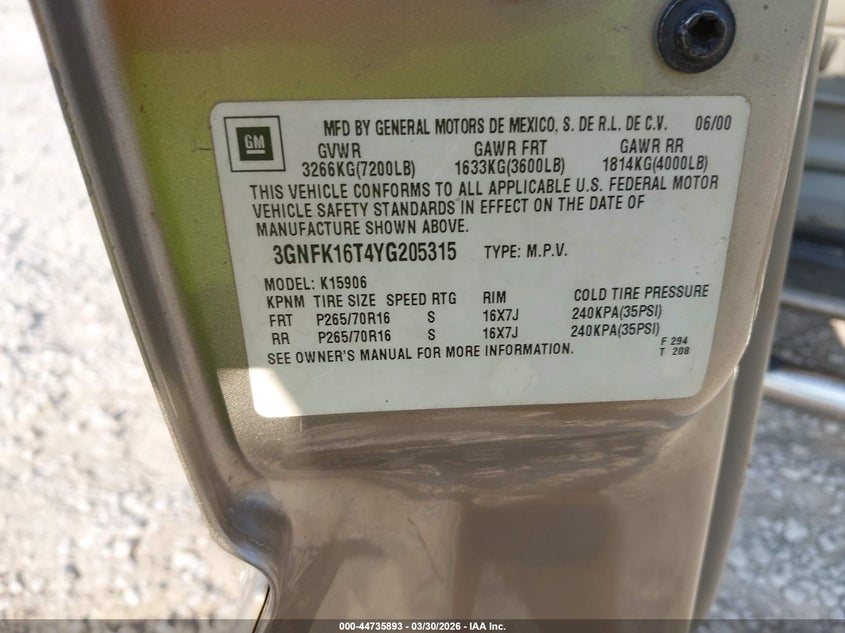 GM
MFD BY GENERAL MOTORS DE MEXICO, S. DE R.L. DE C.V. 06/00
GVWR GAWR FRT GAWR RR
3266KG(7200LB) 1633KG(3600LB) 1814KG(4000LB)
THIS VEHICLE CONFORMS TO ALL APPLICABLE U.S. FEDERAL MOTOR
VEHICLE SAFETY STANDARDS IN EFFECT ON THE DATE OF
MANUFACTURE SHOWN ABOVE.
3GNFK16T4YG205315 TYPE: M.P.V.
MODEL: K15906
KPNM TIRE SIZE SPEED RTG RIM COLD TIRE PRESSURE
FRT P265/70R16 S 16X7J 240KPA(35PSI)
RR P265/70R16 S 16X7J 240KPA(35PSI)
SEE OWNER'S MANUAL FOR MORE INFORMATION. F 294
T 208
000-44735893 - 03/30/2026 - IAA Inc.